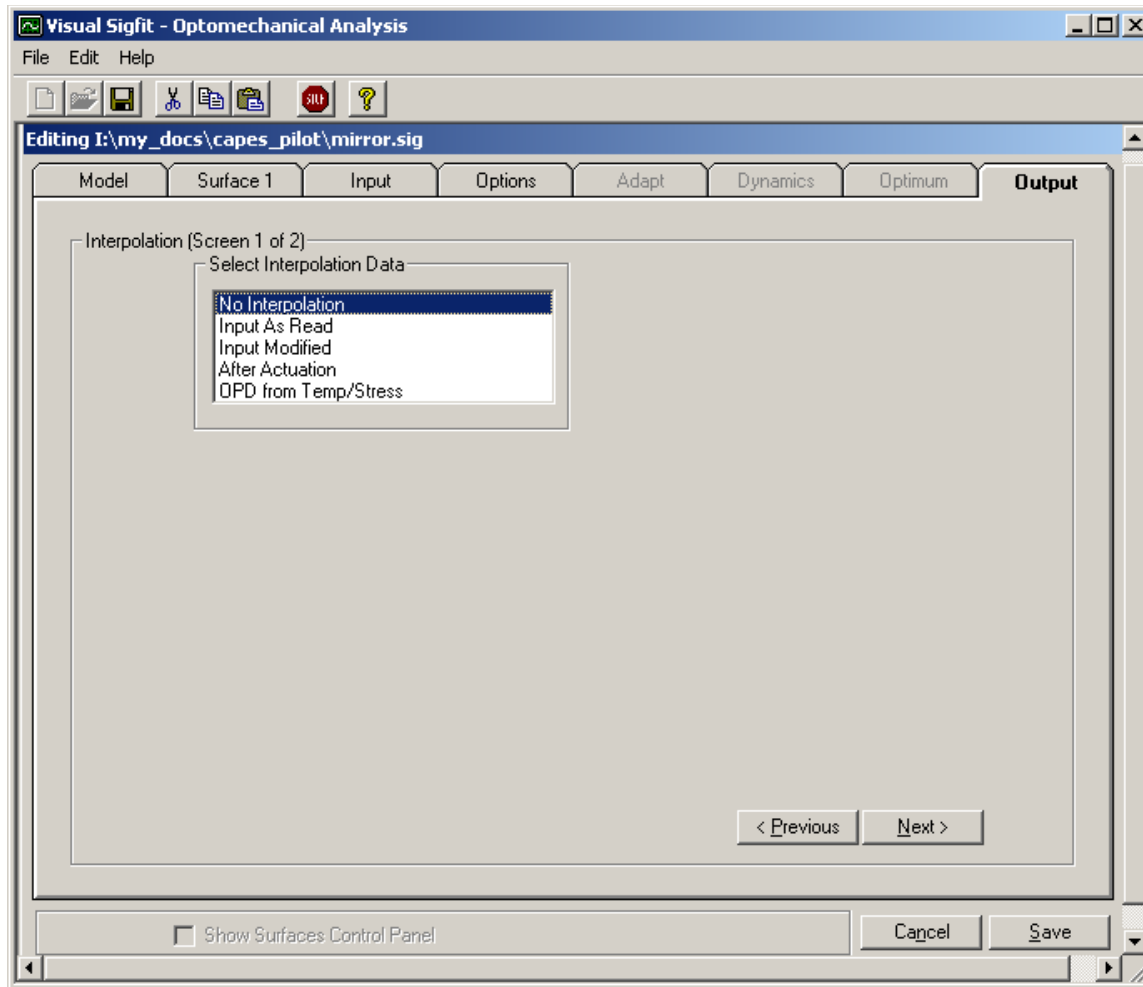 Visual Sigfit - Optomechanical Analysis
File Edit Help
STOP
?
Editing I:\my_docs\capes_pilot\mirror.sig
Model Surface 1 Input Options Adapt Dynamics Optimum Output
Interpolation (Screen 1 of 2)
Select Interpolation Data
No Interpolation
Input As Read
Input Modified
After Actuation
OPD from Temp/Stress
< Previous Next >
Show Surfaces Control Panel
Cancel Save